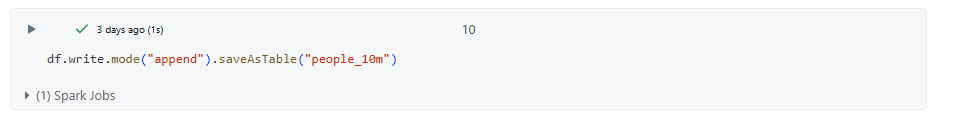 3 days ago (1s) 10
df.write.mode("append").saveAsTable("people_10m")
(1) Spark Jobs